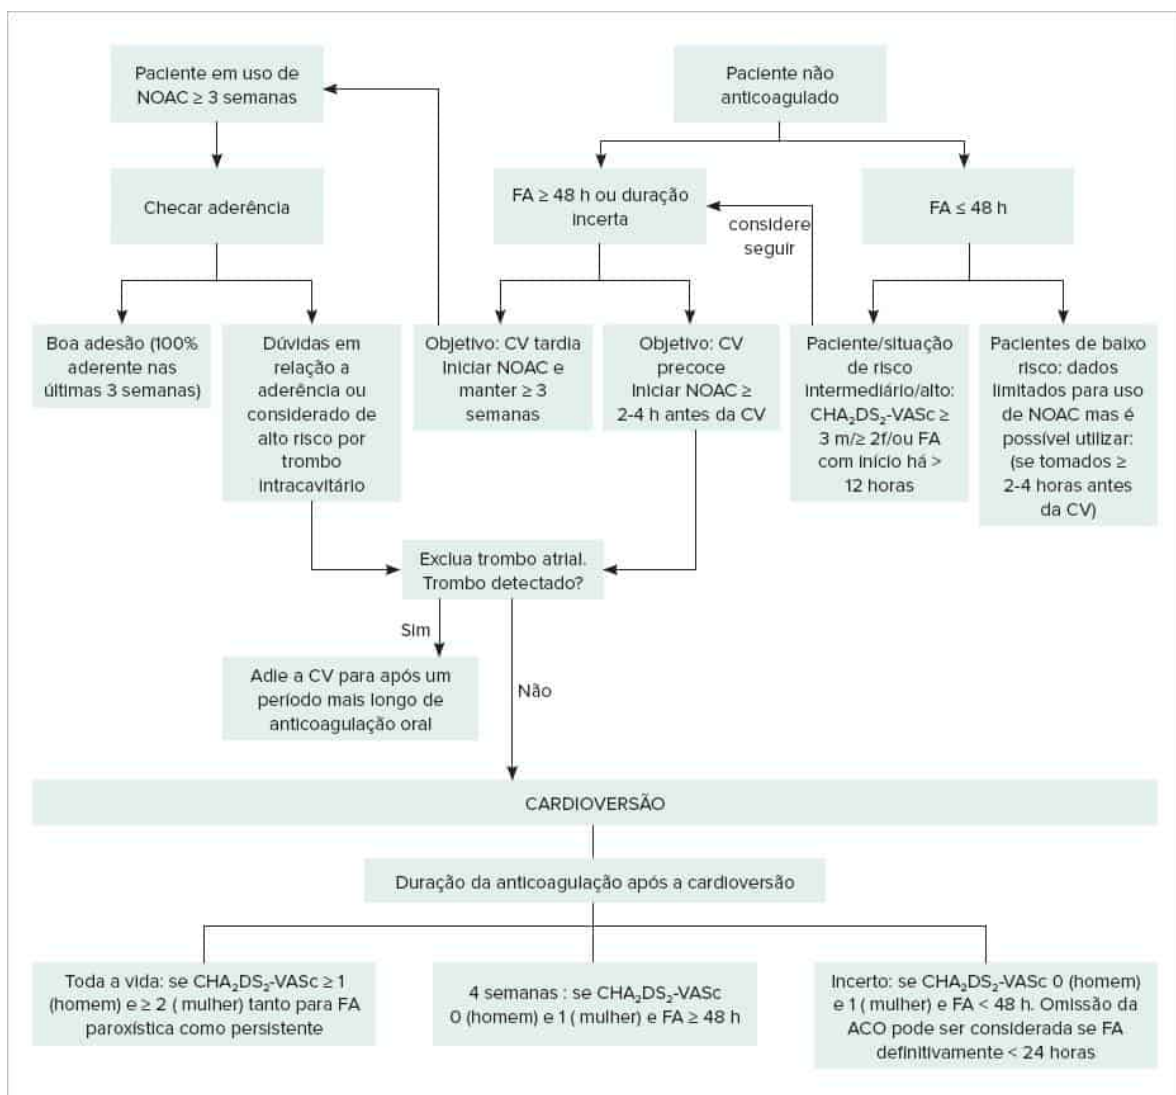 Paciente em uso de
NOAC ≥ 3 semanas
Paciente não
anticoagulado
Checar aderência
FA ≥ 48 h ou duração
incerta
considere
seguir
FA ≤ 48 h
Boa adesão (100%
aderente nas
últimas 3 semanas)
Dúvidas em
relação a
aderência ou
considerado de
alto risco por
trombo
intracavitário
Objetivo: CV tardia
Iniciar NOAC e
manter ≥ 3
semanas
Objetivo: CV
precoce
Iniciar NOAC ≥
2-4 h antes da CV
Paciente/situação
de risco
intermediário/alto:
CHA₂DS₂-VASc ≥
3 m/≥ 2f/ou FA
com início há >
12 horas
Pacientes de baixo
risco: dados
limitados para uso
de NOAC mas é
possível utilizar:
(se tomados ≥
2-4 horas antes
da CV)
Exclua trombo atrial.
Trombo detectado?
Sim
Não
Adie a CV para após um
período mais longo de
anticoagulação oral
CARDIOVERSÃO
Duração da anticoagulação após a cardioversão
Toda a vida: se CHA₂DS₂-VASc ≥ 1
(homem) e ≥ 2 ( mulher) tanto para FA
paroxística como persistente
4 semanas : se CHA₂DS₂-VASc
0 (homem) e 1 ( mulher) e FA ≥ 48 h
Incerto: se CHA₂DS₂-VASc 0 (homem)
e 1 ( mulher) e FA < 48 h. Omissão da
ACO pode ser considerada se FA
definitivamente < 24 horas